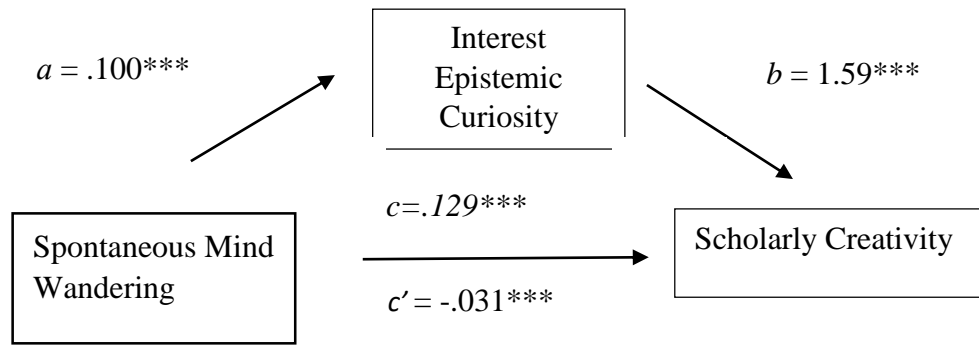 Interest
Epistemic
Curiosity
a = .100***
b = 1.59***
c=.129***
Spontaneous Mind
Wandering
Scholarly Creativity
c’ = -.031***